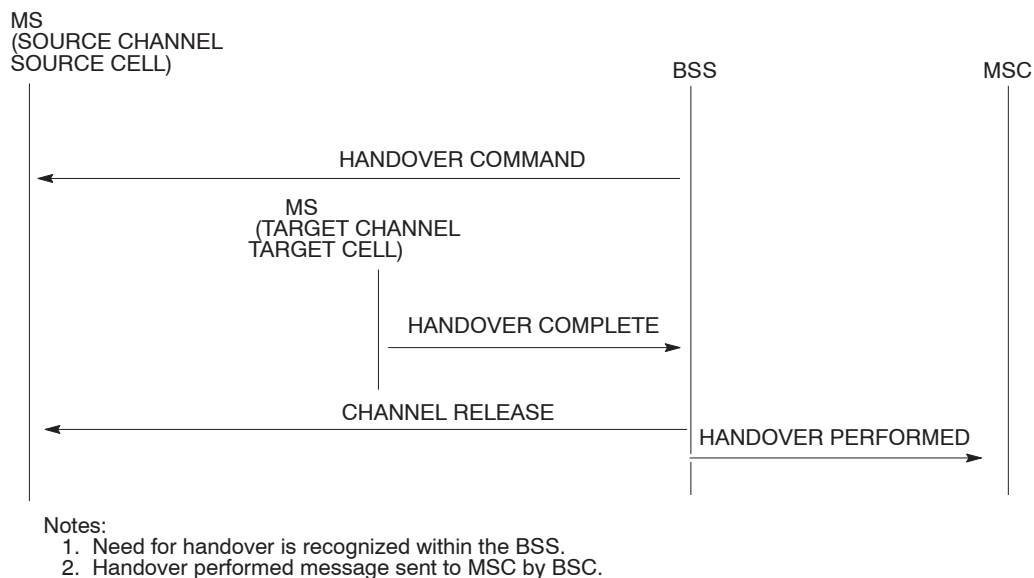 MS
(SOURCE CHANNEL
SOURCE CELL)
BSS
MSC
HANDOVER COMMAND
MS
(TARGET CHANNEL
TARGET CELL)
HANDOVER COMPLETE
CHANNEL RELEASE
HANDOVER PERFORMED
Notes:
1. Need for handover is recognized within the BSS.
2. Handover performed message sent to MSC by BSC.